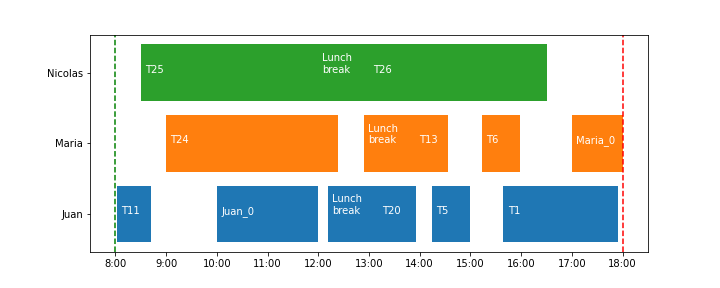 Nicolas
T25
Lunch
break
T26
Maria
T24
Lunch
break
T13
T6
Maria_0
Juan
T11
Juan_0
Lunch
break
T20
T5
T1
8:00 9:00 10:00 11:00 12:00 13:00 14:00 15:00 16:00 17:00 18:00